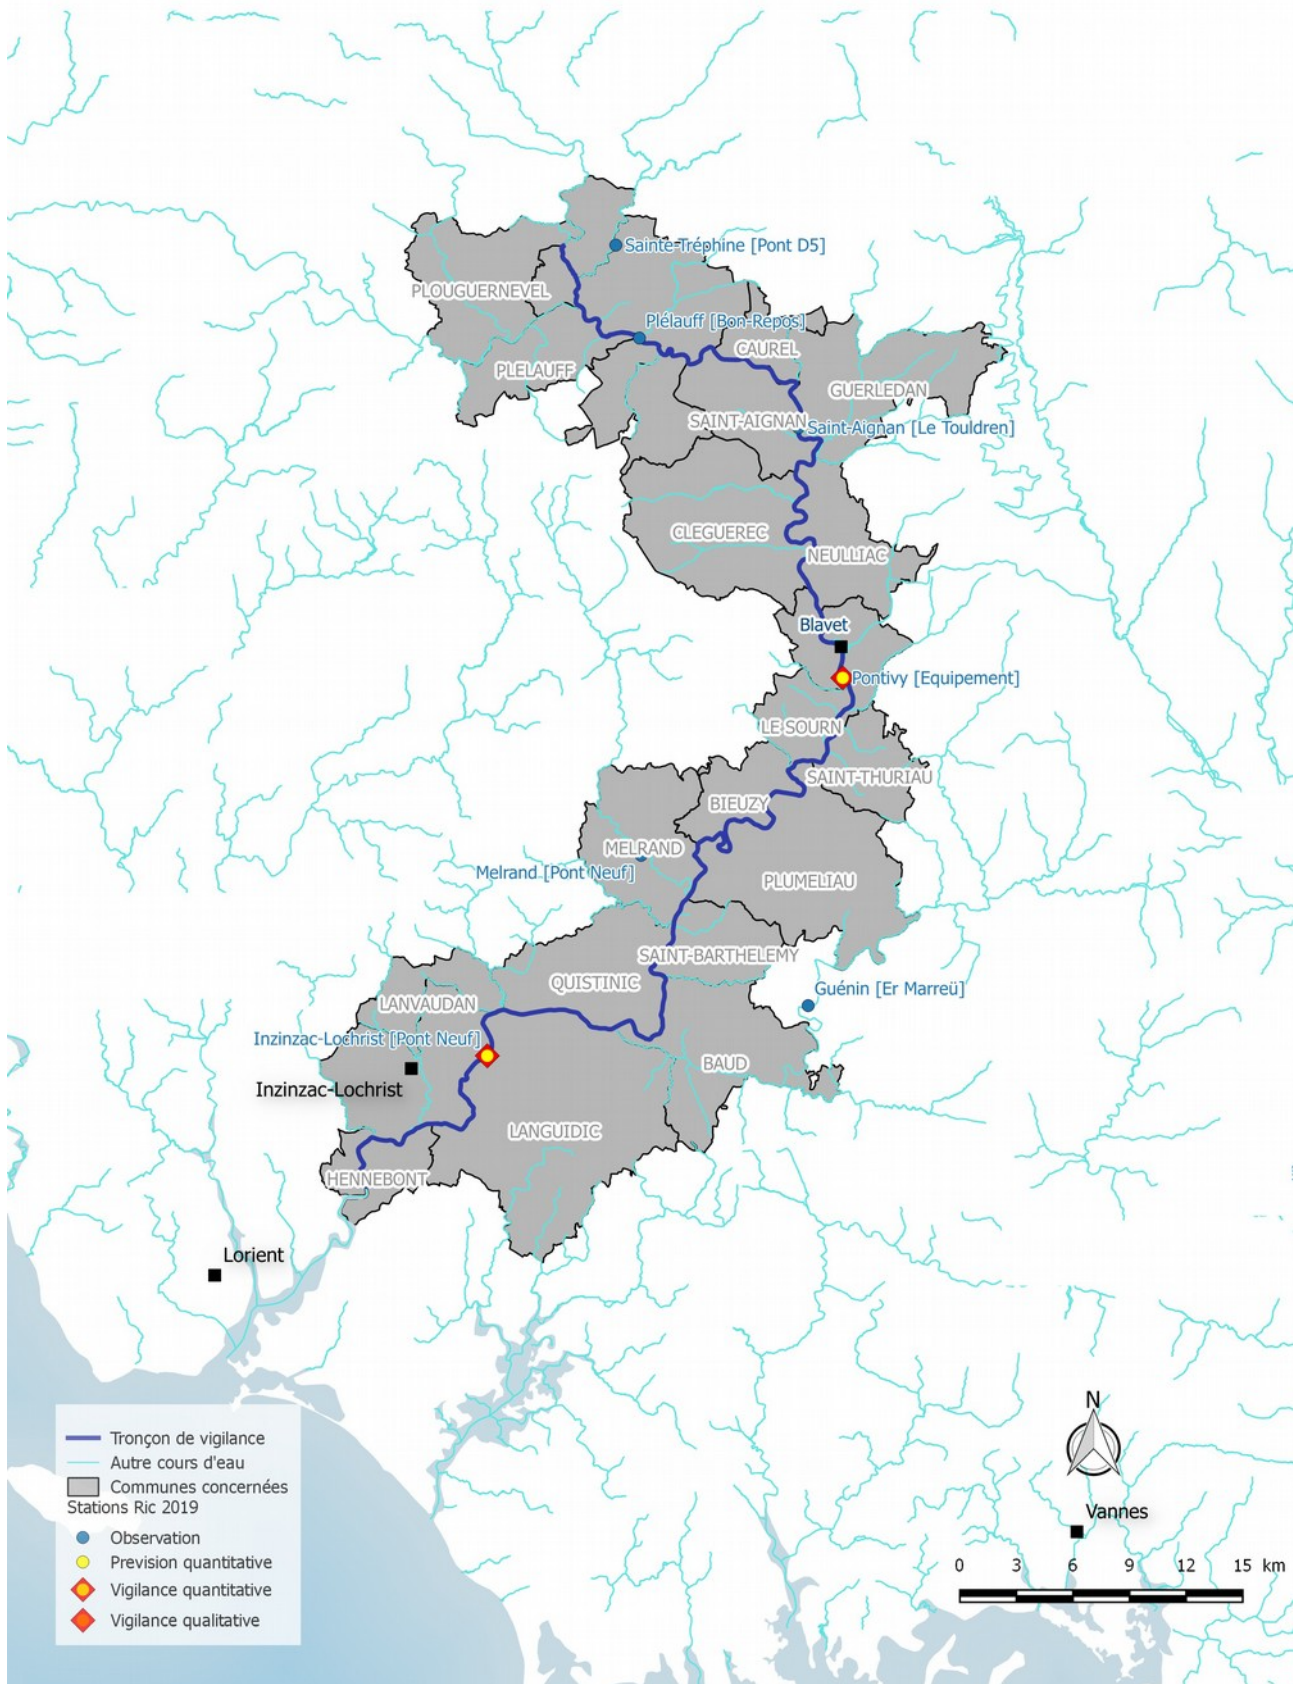 Sainte-Tréphine [Pont D5]
PLOUGUERNEVEL
Plélauff [Bon-Repos]
CAUREL
PLELAUFF
GUERLEDAN
SAINT-AIGNAN
Saint-Aignan [Le Touldren]
CLEGUEREC
NEULLIAC
Blavet
Pontivy [Equipement]
LE SOURN
SAINT-THURIAU
BIEUZY
MELRAND
Melrand [Pont Neuf]
PLUMELIAU
SAINT-BARTHELEMY
QUISTINIC
Guénin [Er Marreü]
LANVAUDAN
Inzinzac-Lochrist [Pont Neuf]
BAUD
Inzinzac-Lochrist
LANGUIDIC
HENNEBONT
Lorient
N
Vannes
0 3 6 9 12 15 km
Tronçon de vigilance
Autre cours d'eau
Communes concernées
Stations Ric 2019
Observation
Prevision quantitative
Vigilance quantitative
Vigilance qualitative